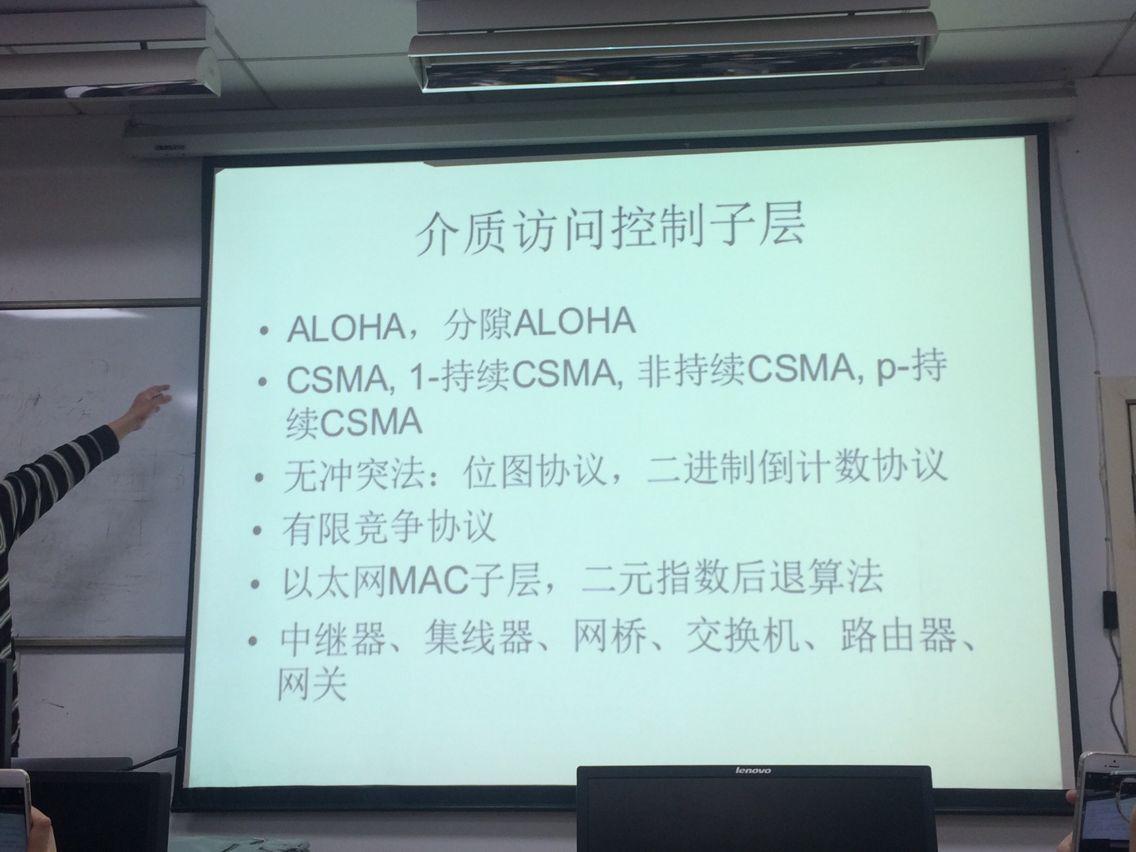 介质访问控制子层
• ALOHA，分隙ALOHA
• CSMA, 1-持续CSMA, 非持续CSMA, p-持
续CSMA
• 无冲突法：位图协议，二进制倒计数协议
• 有限竞争协议
• 以太网MAC子层，二元指数后退算法
• 中继器、集线器、网桥、交换机、路由器、
网关
lenovo